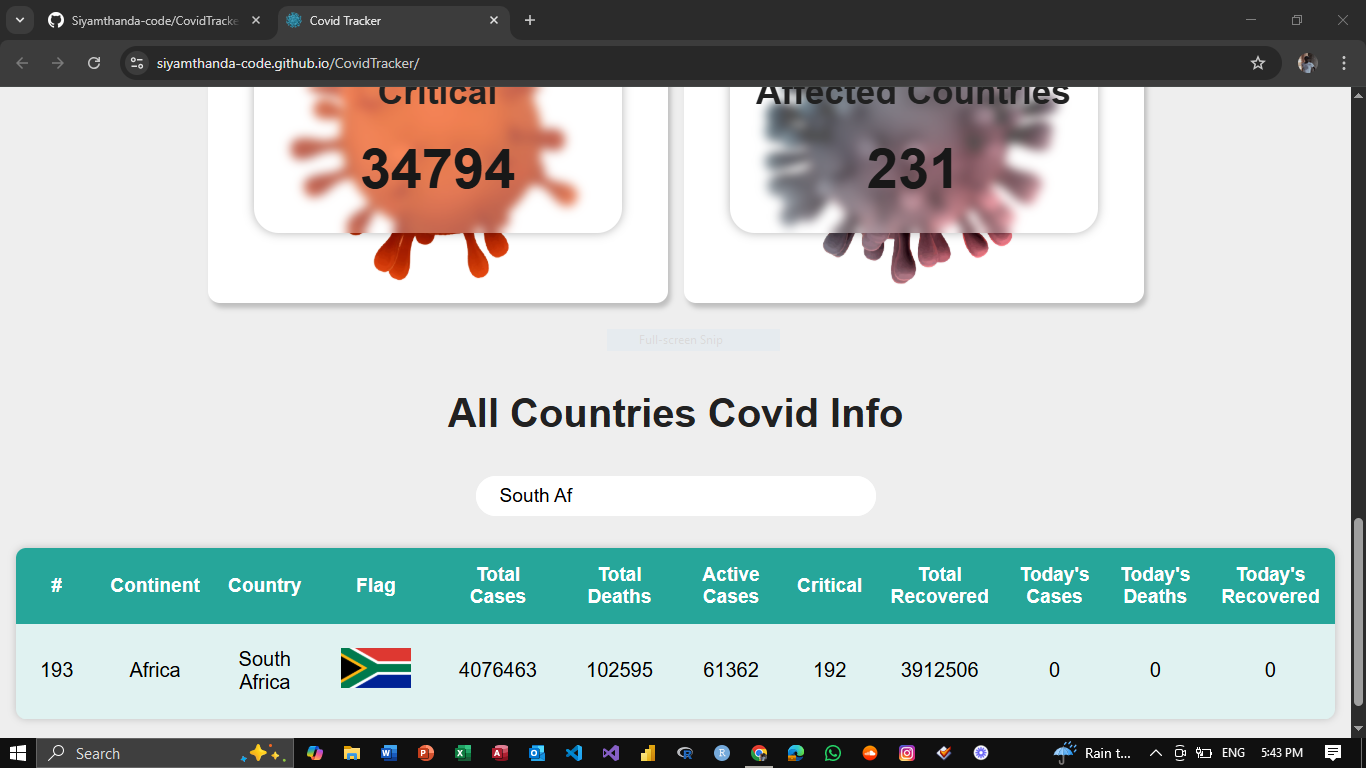 Siyamthanda-code/CovidTracke
Covid Tracker
siyamthanda-code.github.io/CovidTracker/
Critical
34794
Affected Countries
231
Full-screen Snip
All Countries Covid Info
South Af
# Continent Country Flag Total Cases Total Deaths Active Cases Critical Total Recovered Today's Cases Today's Deaths Today's Recovered
193 Africa South Africa 4076463 102595 61362 192 3912506 0 0 0
Search
Rain t...
ENG
5:43 PM